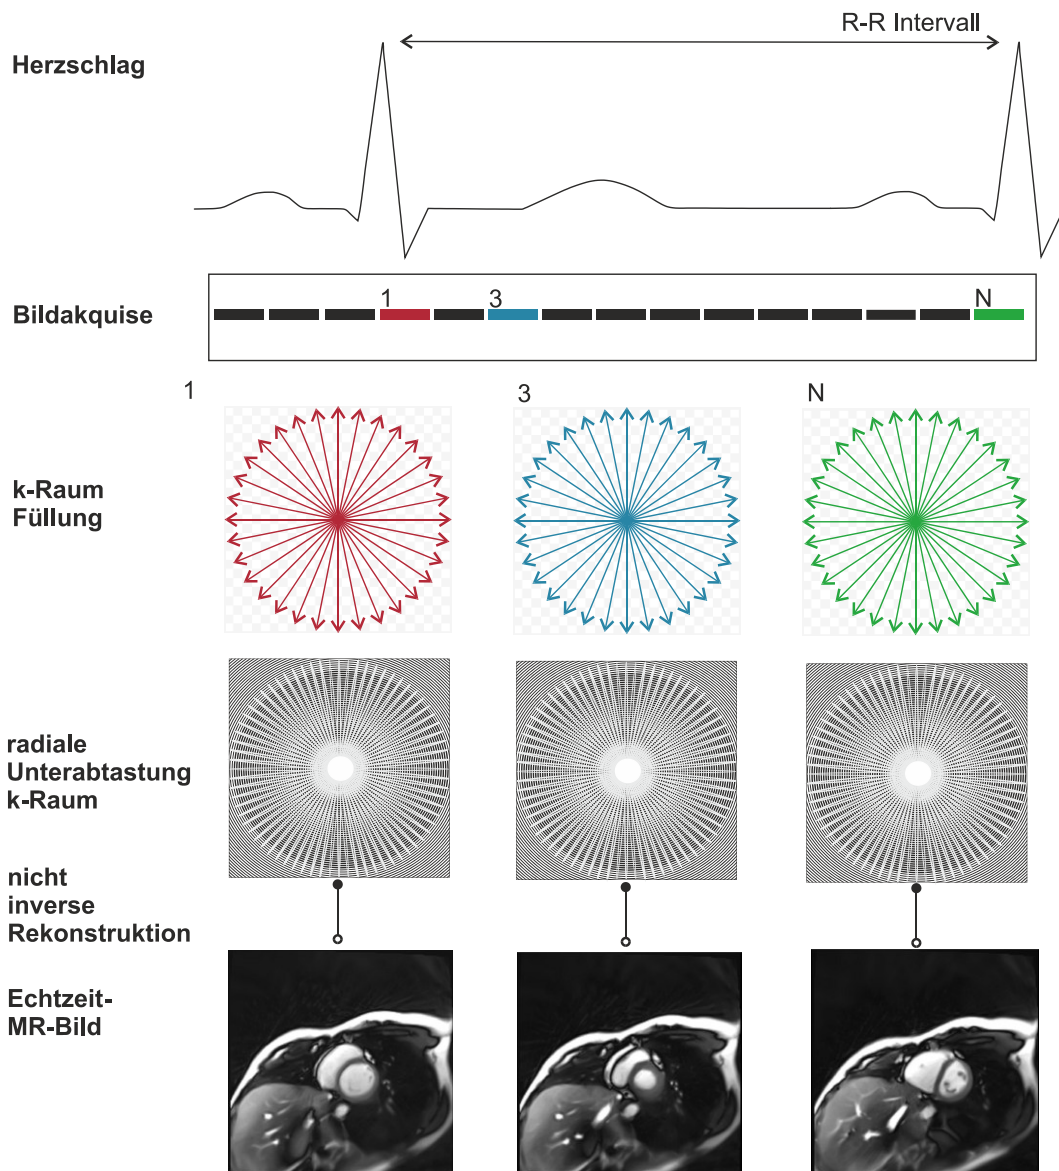 R-R Intervall
Herzschlag
1
3
N
Bildakquise
1
3
N
k-Raum
Füllung
radiale
Unterabtastung
k-Raum
nicht
inverse
Rekonstruktion
Echtzeit-
MR-Bild